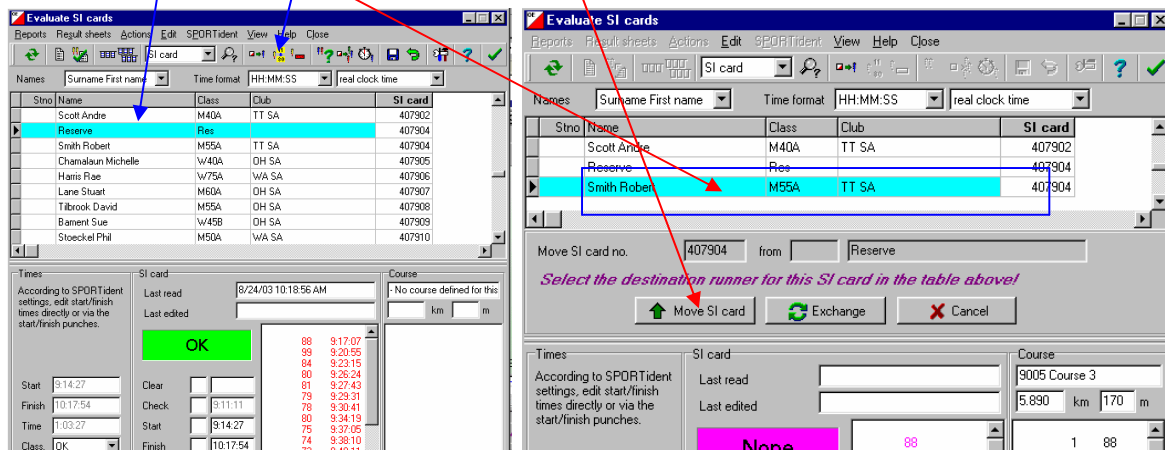 Evaluate SI cards
Reports Result sheets Actions Edit SPORTident View Help Close
SI card
Names Surname First name Time format HH:MM:SS real clock time
Stno Name Class Club SI card
Scott Andre M40A TT SA 407902
Reserve Res 407904
Smith Robert M55A TT SA 407904
Chamalaun Michelle W40A OH SA 407905
Harris Rae W75A WA SA 407906
Lane Stuart M60A OH SA 407907
Tilbrook David M55A OH SA 407908
Bament Sue W45B OH SA 407909
Stoeckel Phil M50A WA SA 407910
Times
According to SPORTident
settings, edit start/finish
times directly or via the
start/finish punches.
Start 9:14:27
Finish 10:17:54
Time 1:03:27
Class. OK
SI card
Last read 8/24/03 10:18:56 AM
Last edited
OK
Clear
Check 9:11:11
Start 9:14:27
Finish 10:17:54
88 9:17:07
99 9:20:55
84 9:23:15
80 9:26:24
81 9:27:43
79 9:29:31
78 9:30:41
80 9:34:19
75 9:37:05
74 9:38:10
Course
- No course defined for this
km m
Evaluate SI cards
Reports Result sheets Actions Edit SPORTident View Help Close
SI card
Names Surname First name Time format HH:MM:SS real clock time
Stno Name Class Club SI card
Scott Andre M40A TT SA 407902
Reserve Res 407904
Smith Robert M55A TT SA 407904
Move SI card no. 407904 from Reserve
Select the destination runner for this SI card in the table above!
Move SI card Exchange Cancel
Times
According to SPORTident
settings, edit start/finish
times directly or via the
start/finish punches.
SI card
Last read
Last edited
None
88
Course
9005 Course 3
5.890 km 170 m
1 88